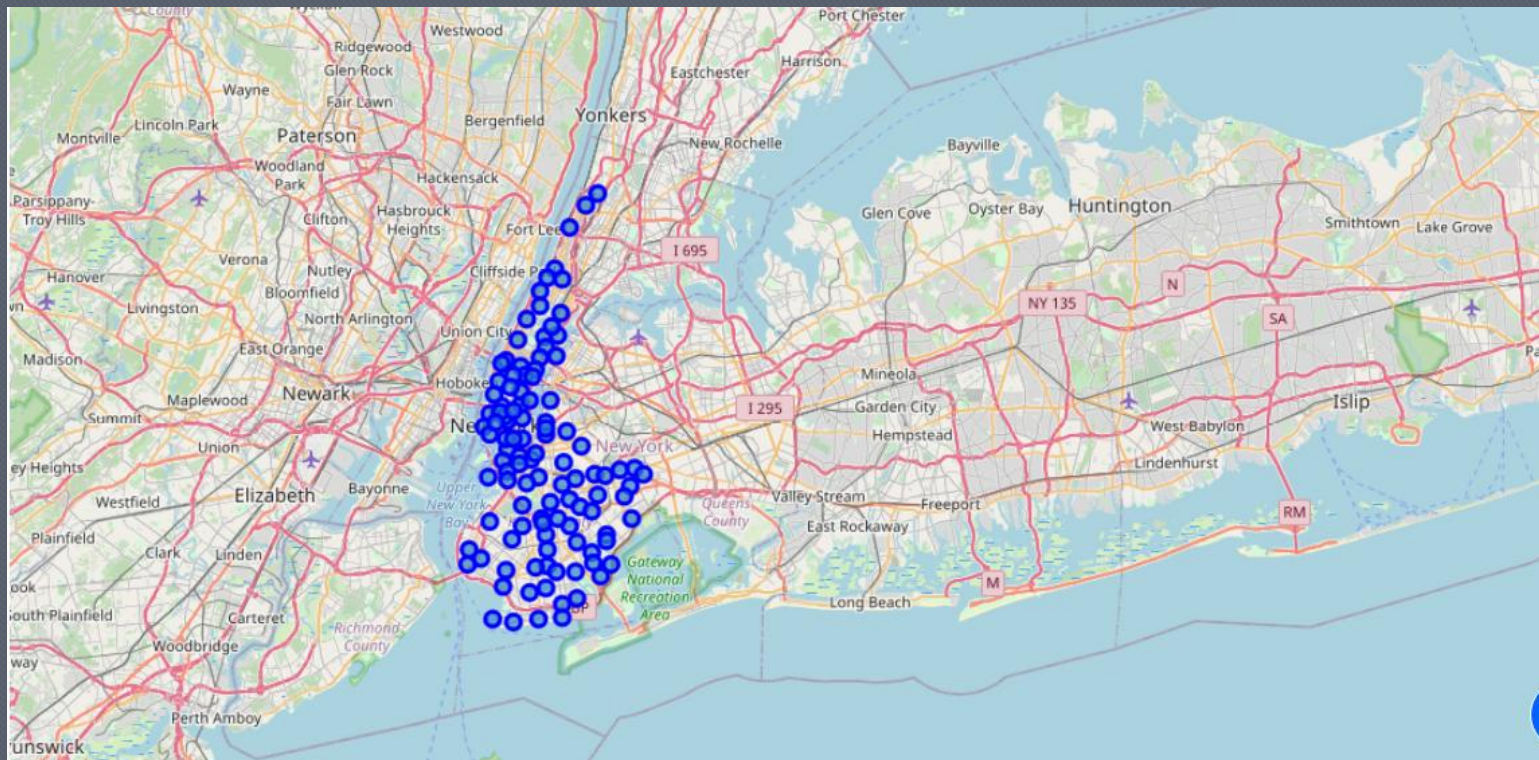 County
Westwood
Port Chester
Ridgewood
Glen Rock
Eastchester
Harrison
Wayne
Fair Lawn
Bergenfield
Yonkers
Lincoln Park
Montville
Paterson
New Rochelle
Bayville
Woodland
Park
Hackensack
Parsippany-
Troy Hills
Clifton
Hasbrouck
Heights
Fort Lee
Glen Cove
Oyster Bay
Huntington
Smithtown
Lake Grove
I 695
Verona
Nutley
Cliffside P
Hanover
Bloomfield
N
NY 135
Livingston
North Arlington
Union City
SA
Madison
East Orange
Mineola
Newark
Hoboke
Maplewood
I 295
Garden City
Islip
Summit
Union
Ne
New York
Hempstead
West Babylon
ey Heights
Lindenhurst
Bayonne
Upper
New York
Bay
Westfield
Elizabeth
Valley Stream
Queens
County
Freeport
East Rockaway
RM
Plainfield
Clark
Linden
Gateway
National
Recreation
Area
M
Long Beach
ook
South Plainfield
Carteret
Richmond
County
Woodbridge
way
Perth Amboy
runswick